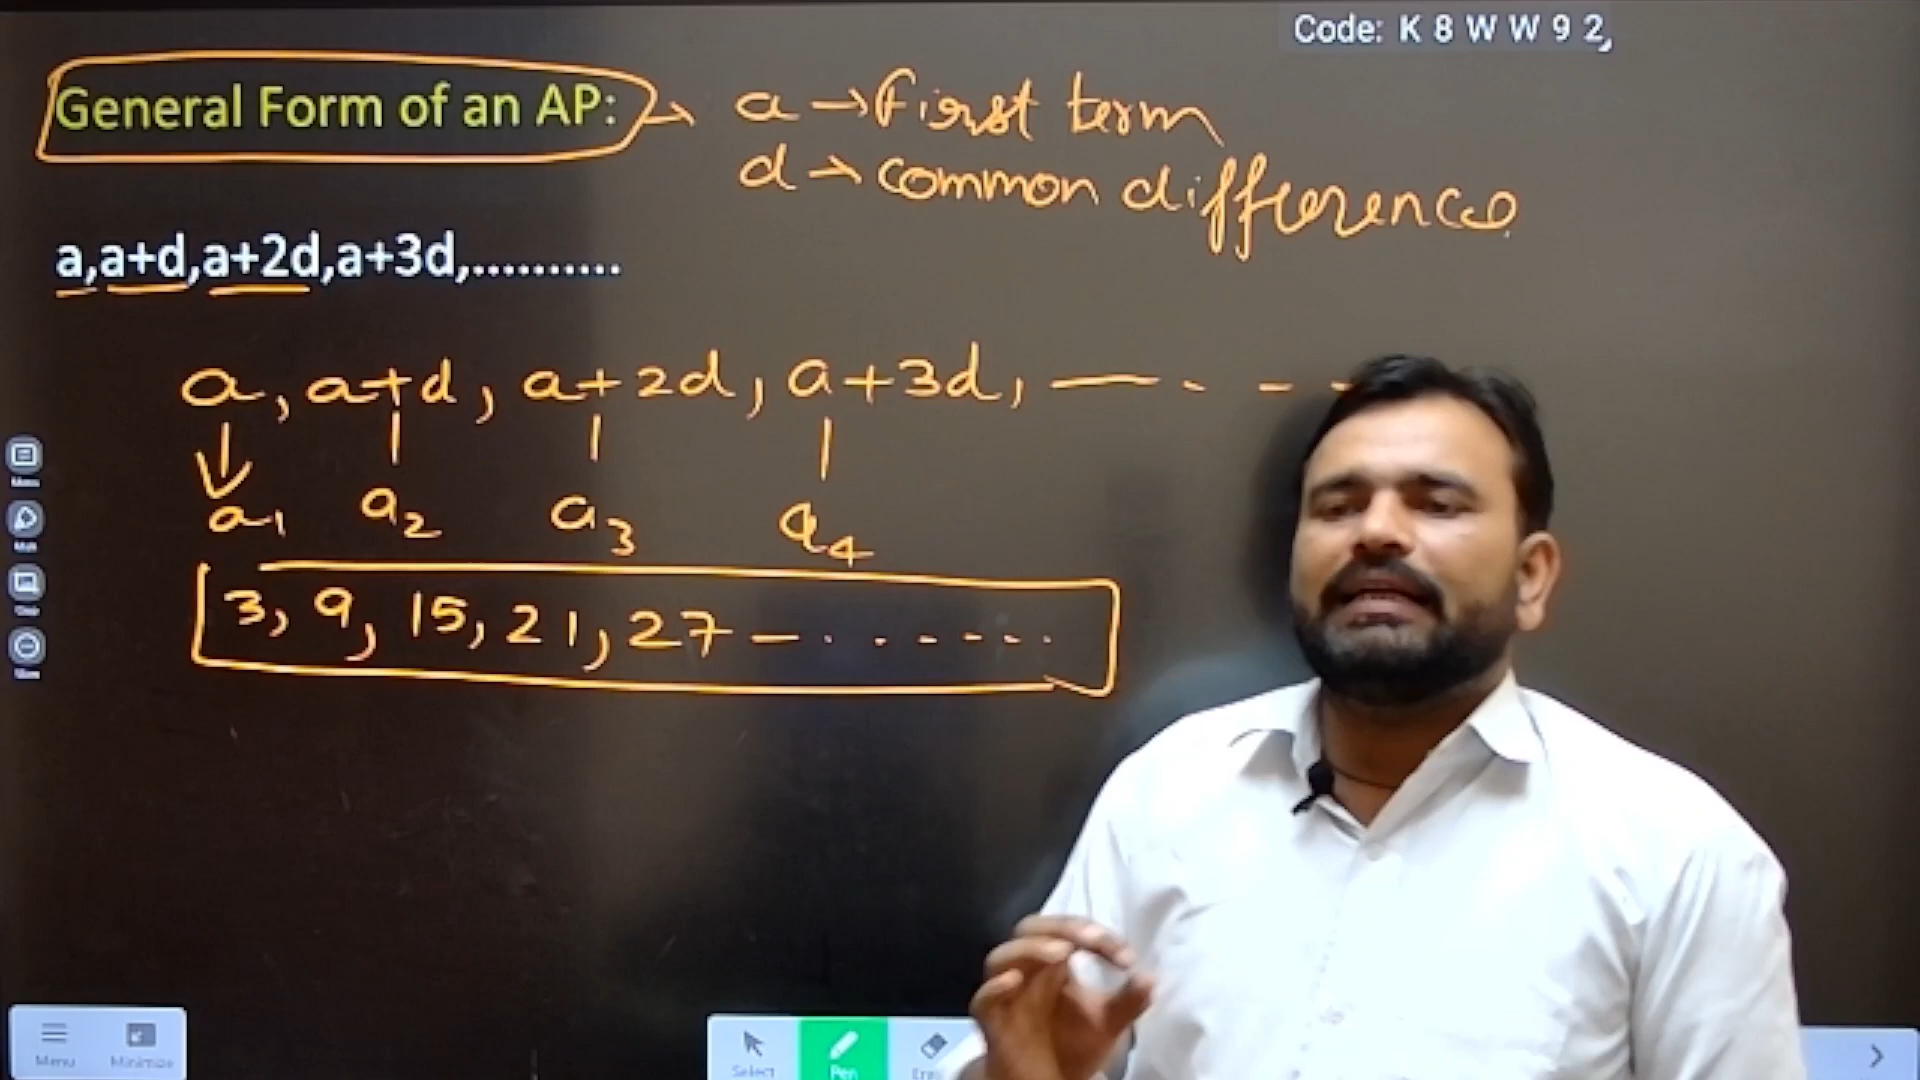 Code: K 8 W W 9 2
General Form of an AP: → a → First term
d → common difference
a,a+d,a+2d,a+3d,..........
a, a+d, a+2d, a+3d, — - - -
a1 a2 a3 a4
3, 9, 15, 21, 27 — . . - - - . .
Menu Minimize Select Pen